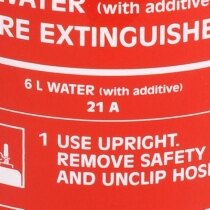 WATER (with additive)
RE EXTINGUISHE
6 L WATER (with additive)
21 A
1 USE UPRIGHT.
REMOVE SAFETY
AND UNCLIP HOS